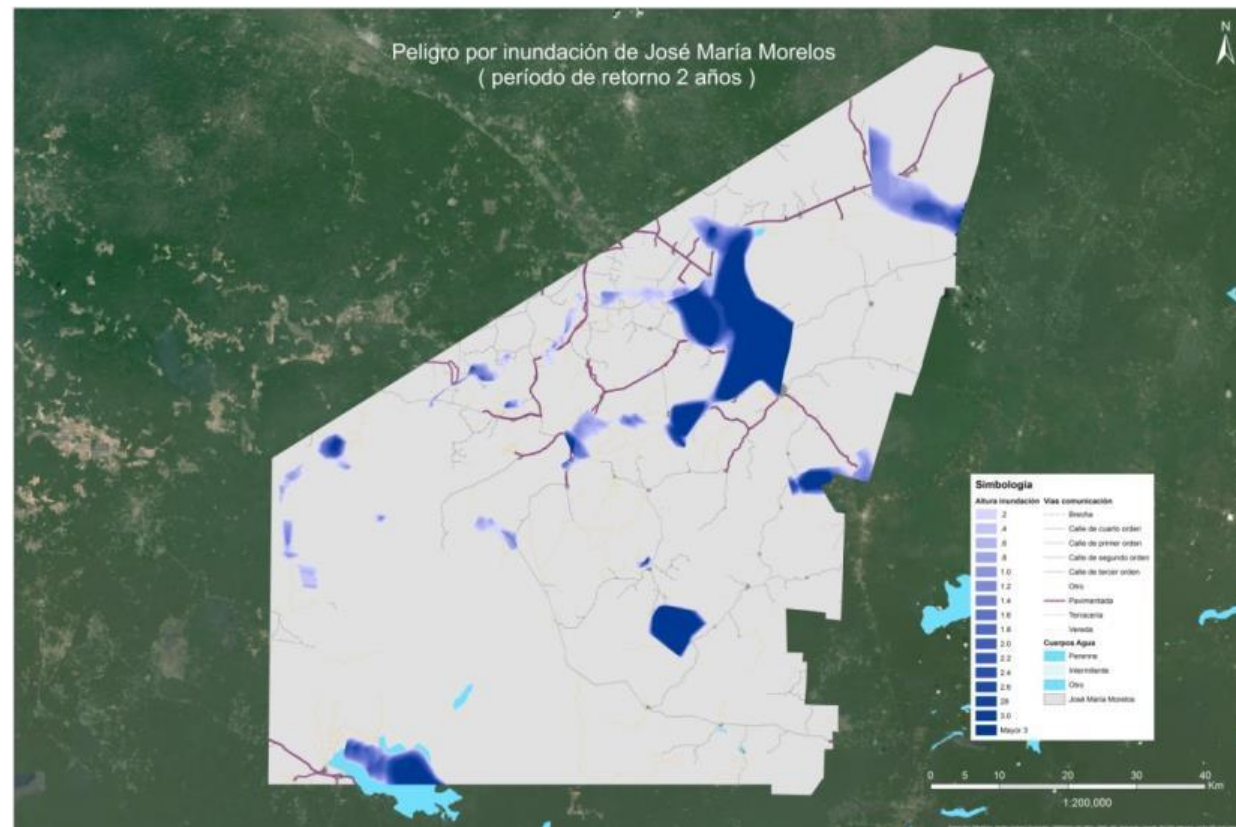 Peligro por inundación de José María Morelos
( período de retorno 2 años )
N
Simbología
Altura inundación
.2
.4
.6
.8
1.0
1.2
1.4
1.6
1.8
2.0
2.2
2.4
2.6
28
3.0
Mayor 3
Vías comunicación
Brecha
Calle de cuarto orden
Calle de primer orden
Calle de segundo orden
Calle de tercer orden
Otro
Pavimentada
Terracería
Vereda
Cuerpos Agua
Perenne
Intermitente
Otro
José María Morelos
0 5 10 20 30 40
Km
1:200,000